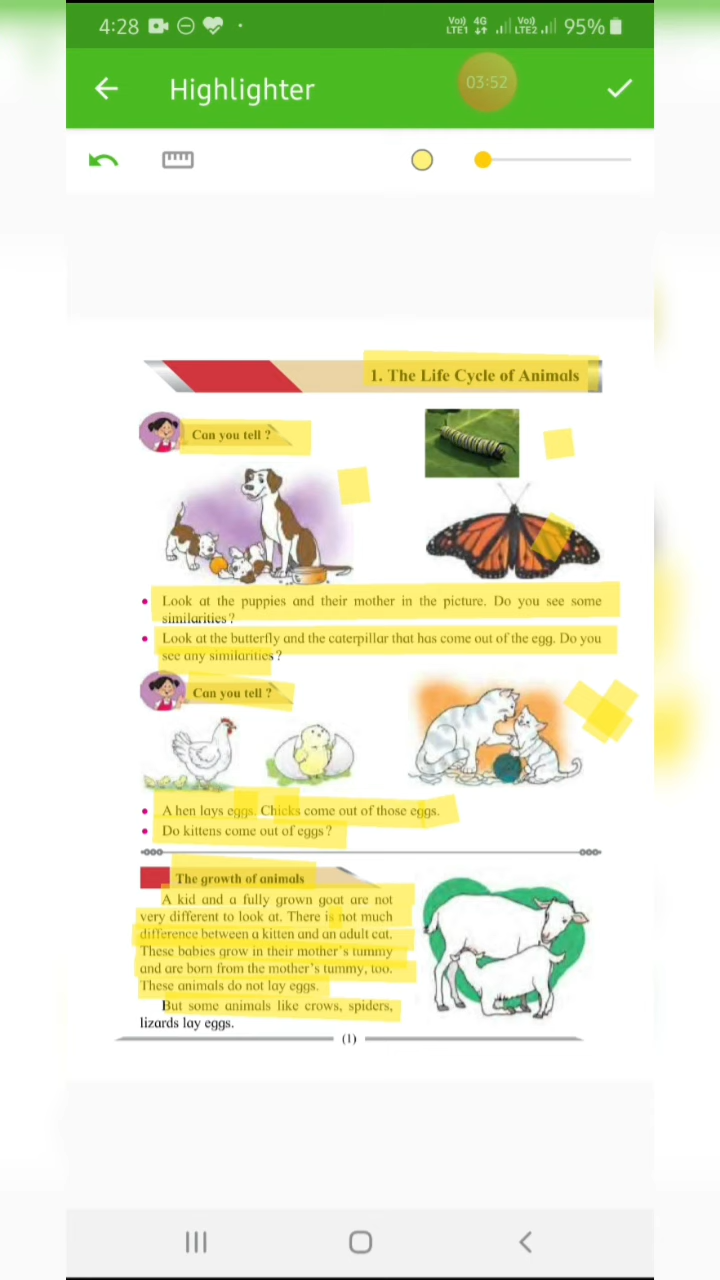 4:28
Vo) 4G Vo)
LTE1 LTE2 95%
Highlighter
03:52
1. The Life Cycle of Animals
Can you tell ?
• Look at the puppies and their mother in the picture. Do you see some
similarities ?
• Look at the butterfly and the caterpillar that has come out of the egg. Do you
see any similarities ?
Can you tell ?
• A hen lays eggs. Chicks come out of those eggs.
• Do kittens come out of eggs ?
The growth of animals
A kid and a fully grown goat are not
very different to look at. There is not much
difference between a kitten and an adult cat.
These babies grow in their mother's tummy
and are born from the mother's tummy, too.
These animals do not lay eggs.
But some animals like crows, spiders,
lizards lay eggs.
(1)